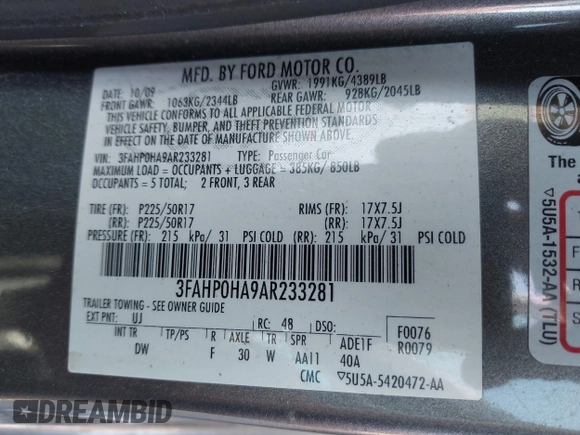 MFD. BY FORD MOTOR CO.
DATE: 10/09 GVWR: 1991KG/4389LB
FRONT GAWR: 1063KG/2344LB REAR GAWR: 928KG/2045LB
THIS VEHICLE CONFORMS TO ALL APPLICABLE FEDERAL MOTOR
VEHICLE SAFETY, BUMPER, AND THEFT PREVENTION STANDARDS
IN EFFECT ON THE DATE OF MANUFACTURE SHOWN ABOVE.
VIN: 3FAHP0HA9AR233281 TYPE: Passenger Car
MAXIMUM LOAD = OCCUPANTS + LUGGAGE = 385KG/ 850LB
OCCUPANTS = 5 TOTAL; 2 FRONT, 3 REAR
TIRE (FR): P225/50R17 RIMS (FR): 17X7.5J
(RR): P225/50R17 (RR): 17X7.5J
PRESSURE (FR): 215 kPa/ 31 PSI COLD (RR): 215 kPa/ 31 PSI COLD
3FAHP0HA9AR233281
TRAILER TOWING - SEE OWNER GUIDE
EXT PNT: UJ RC: 48 DSO: F0076
R0079
INT TR TP/PS R AXLE TR SPR ADE1F
DW F 30 W AA11 40A
CMC ▽5U5A-5420472-AA
The
▽5U5A-1532-AA (TLU)
F
R
S
DREAMBID